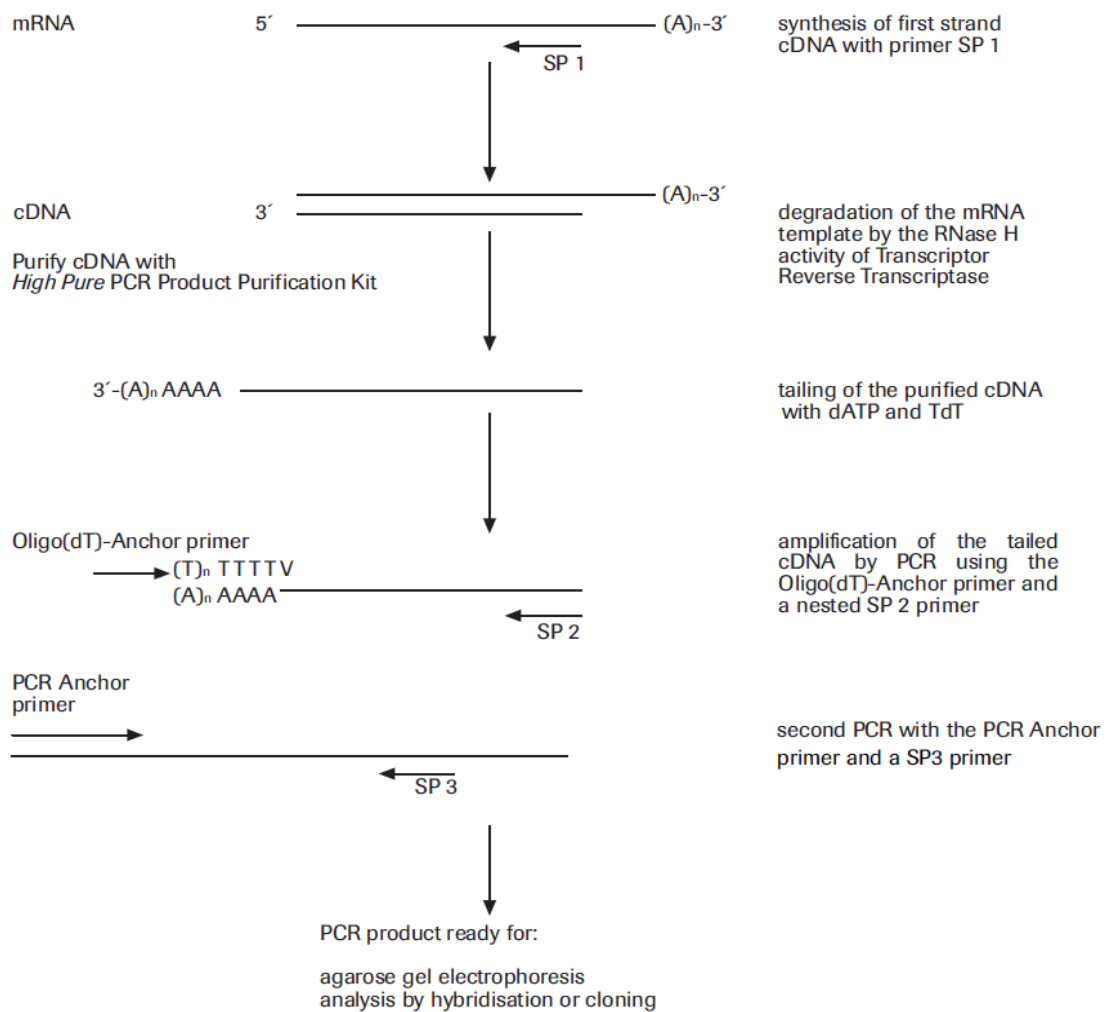 mRNA 5´ (A)n-3´ synthesis of first strand
cDNA with primer SP 1
SP 1
(A)n-3´
cDNA 3´ degradation of the mRNA
template by the RNase H
activity of Transcriptor
Reverse Transcriptase
Purify cDNA with
High Pure PCR Product Purification Kit
3´-(A)n AAAA tailing of the purified cDNA
with dATP and TdT
Oligo(dT)-Anchor primer
(T)n TTTTV
(A)n AAAA
SP 2
amplification of the tailed
cDNA by PCR using the
Oligo(dT)-Anchor primer and
a nested SP 2 primer
PCR Anchor
primer
SP 3
second PCR with the PCR Anchor
primer and a SP3 primer
PCR product ready for:
agarose gel electrophoresis
analysis by hybridisation or cloning